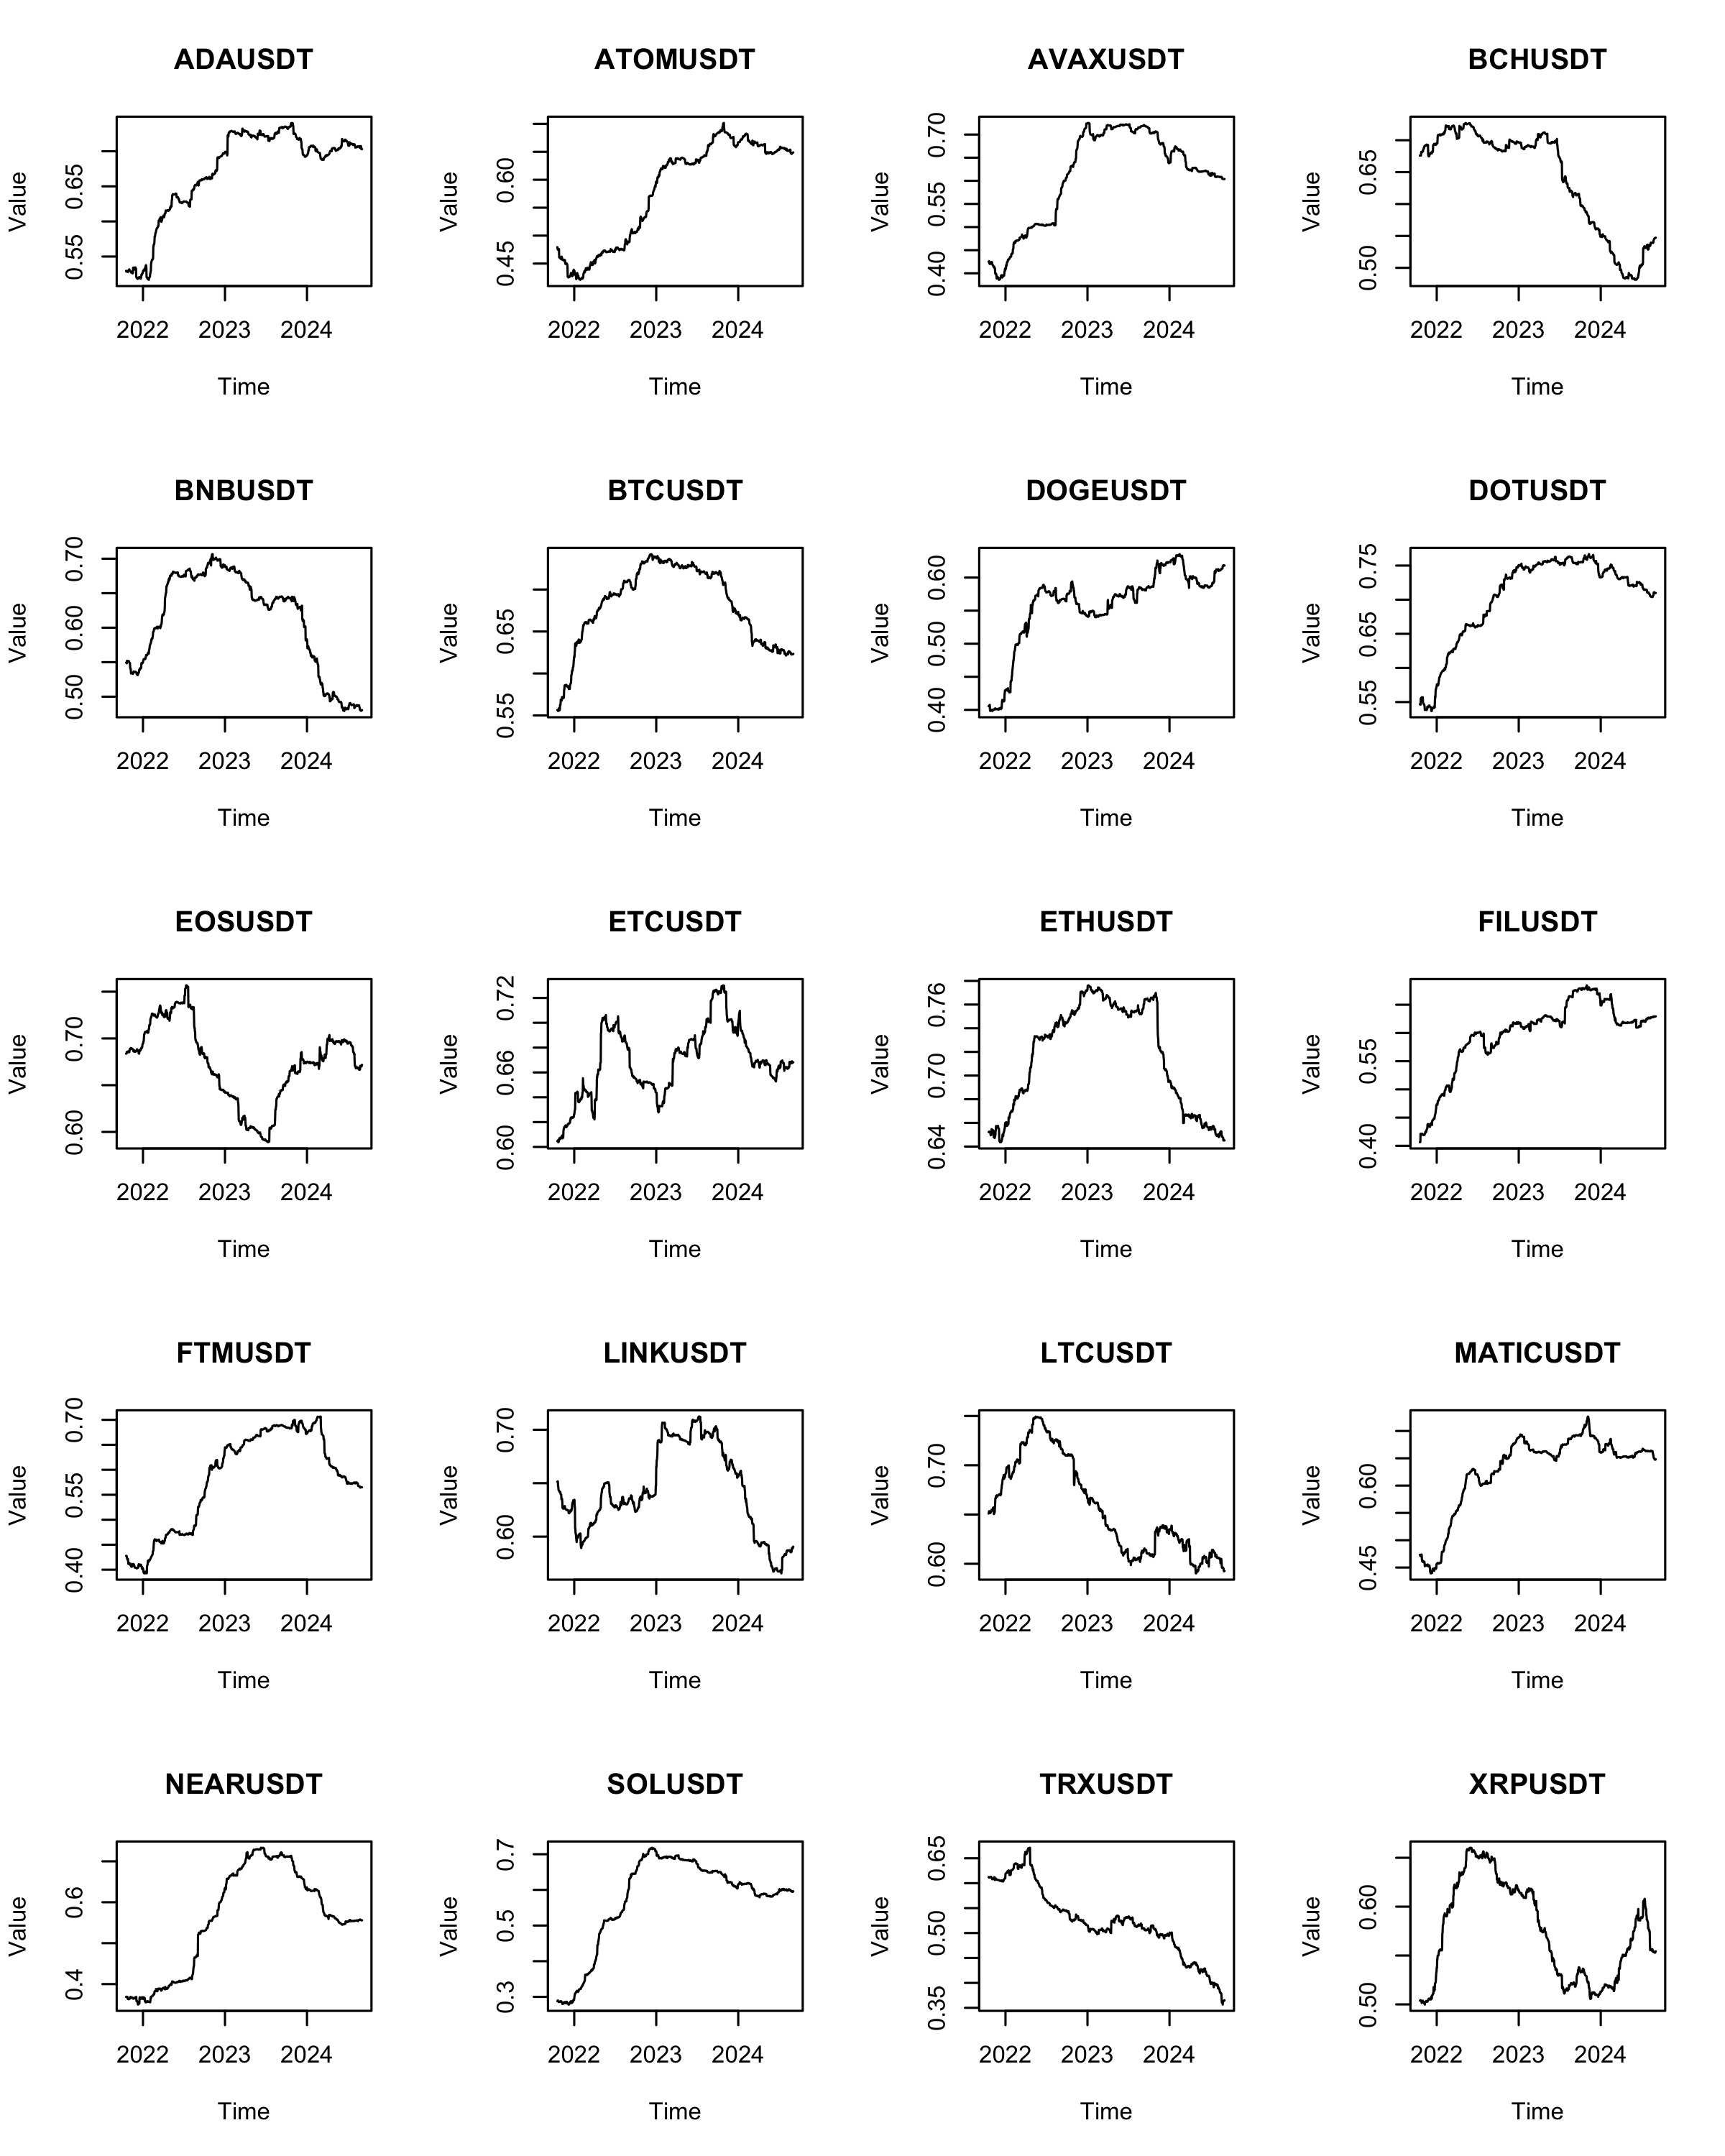 ADAUSDT ATOMUSDT AVAXUSDT BCHUSDT
Value 0.55 0.65 Value 0.45 0.60 Value 0.40 0.55 0.70 Value 0.50 0.65
2022 2023 2024 2022 2023 2024 2022 2023 2024 2022 2023 2024
Time Time Time Time
BNBUSDT BTCUSDT DOGEUSDT DOTUSDT
Value 0.50 0.60 0.70 Value 0.55 0.65 Value 0.40 0.50 0.60 Value 0.55 0.65 0.75
2022 2023 2024 2022 2023 2024 2022 2023 2024 2022 2023 2024
Time Time Time Time
EOSUSDT ETCUSDT ETHUSDT FILUSDT
Value 0.60 0.70 Value 0.60 0.66 0.72 Value 0.64 0.70 0.76 Value 0.40 0.55
2022 2023 2024 2022 2023 2024 2022 2023 2024 2022 2023 2024
Time Time Time Time
FTMUSDT LINKUSDT LTCUSDT MATICUSDT
Value 0.40 0.55 0.70 Value 0.60 0.70 Value 0.60 0.70 Value 0.45 0.60
2022 2023 2024 2022 2023 2024 2022 2023 2024 2022 2023 2024
Time Time Time Time
NEARUSDT SOLUSDT TRXUSDT XRPUSDT
Value 0.4 0.6 Value 0.3 0.5 0.7 Value 0.35 0.50 0.65 Value 0.50 0.60
2022 2023 2024 2022 2023 2024 2022 2023 2024 2022 2023 2024
Time Time Time Time